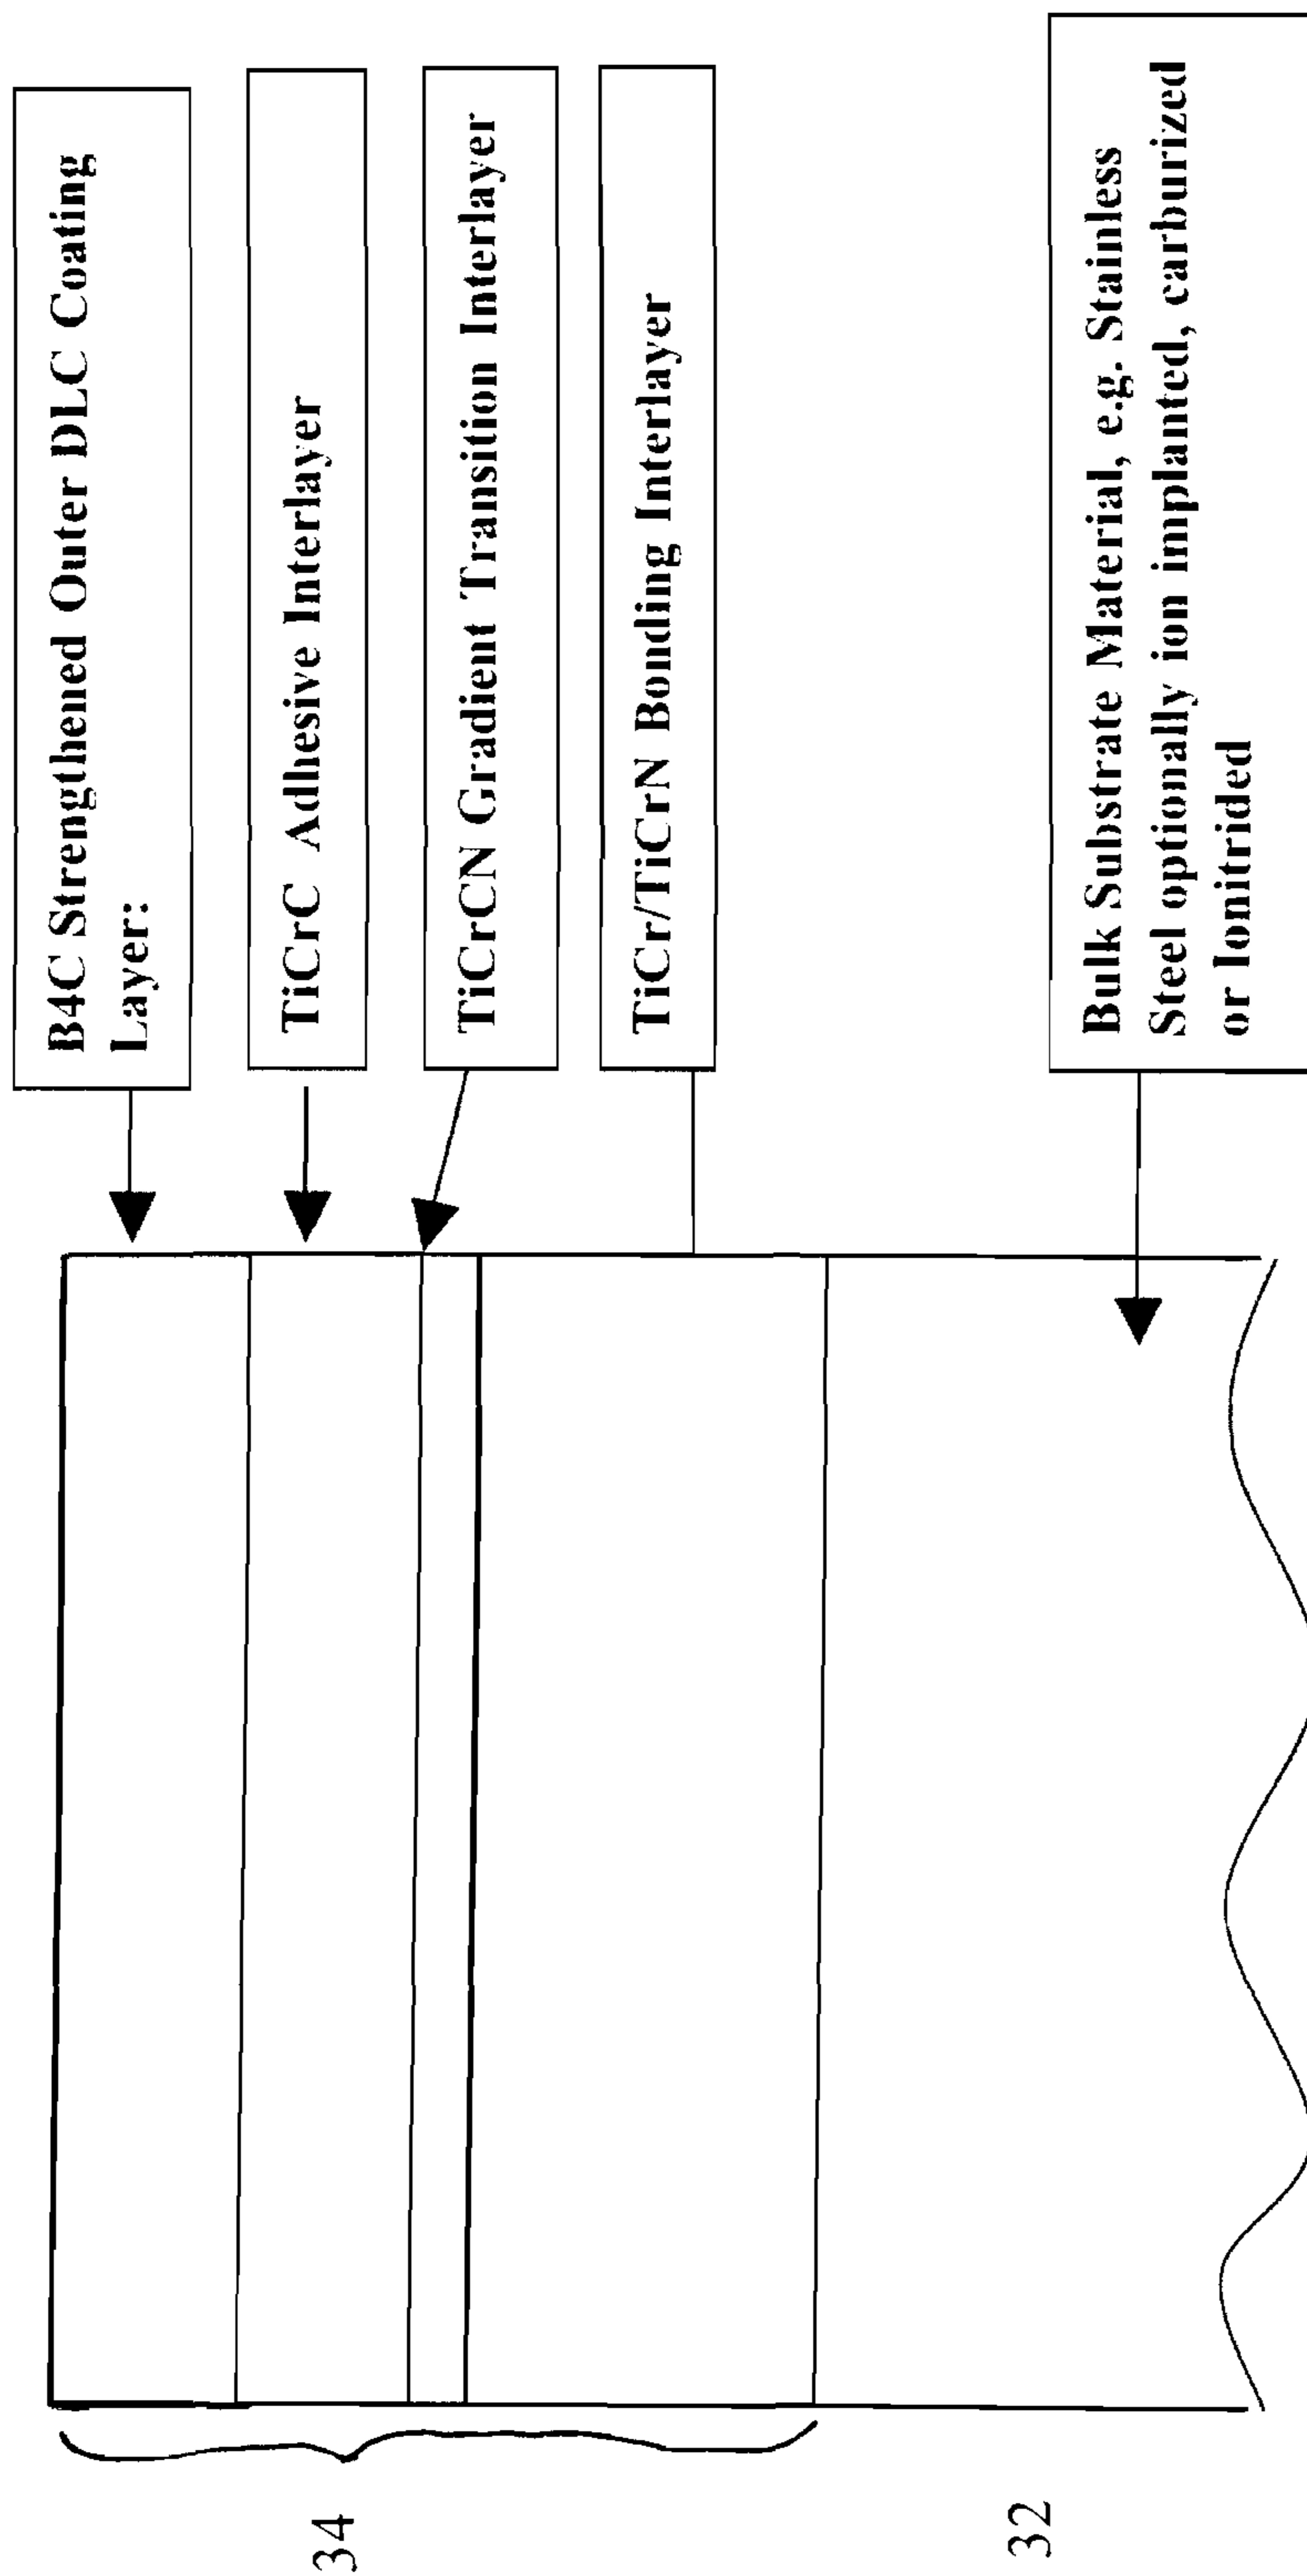 B4C Strengthened Outer DLC Coating
Layer:
TiCrC Adhesive Interlayer
TiCrCN Gradient Transition Interlayer
TiCr/TiCrN Bonding Interlayer
Bulk Substrate Material, e.g. Stainless
Steel optionally ion implanted, carburized
or Ionitrided
34
32